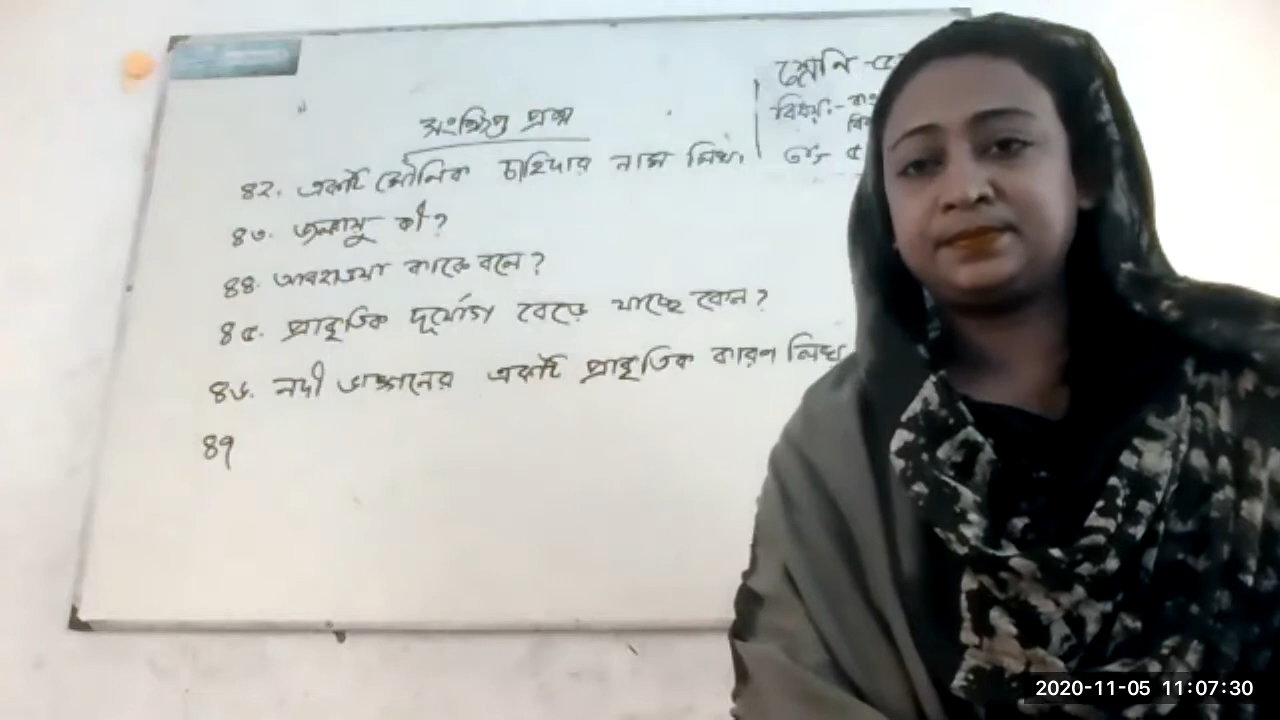 সংক্ষিপ্ত প্রশ্ন
শ্রেনি -৫
বিষয়:-
৪২. একটি মৌলিক চাহিদার নাম লিখ।
৪৩. জলবায়ু কী?
৪৪. আবহাওয়া কাকে বলে?
৪৫. প্রাকৃতিক দূর্যোগ বেড়ে যাচ্ছে কেন?
৪৬. নদী ভাঙ্গনের একটি প্রাকৃতিক কারণ লিখ
৪৭
2020-11-05 11:07:30